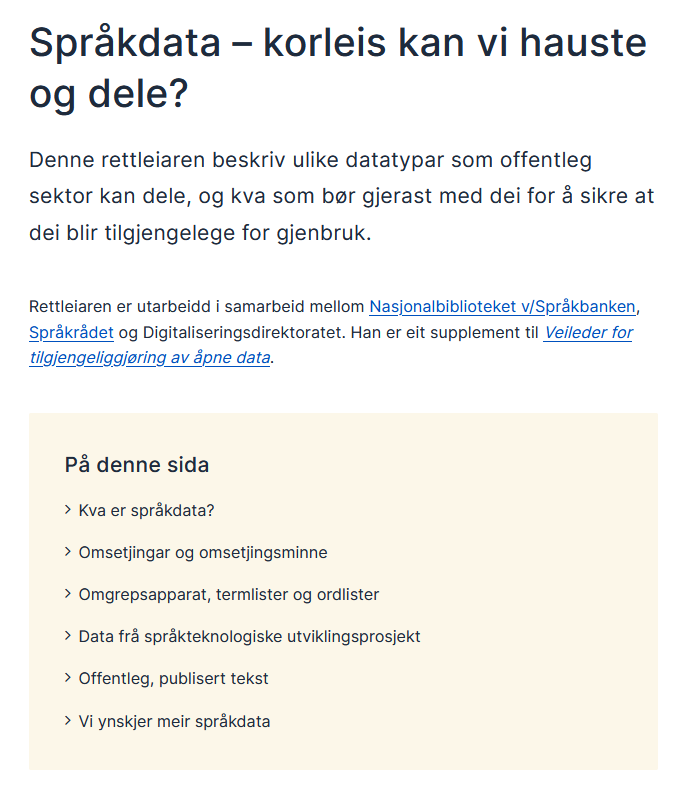 Språkdata – korleis kan vi hauste
og dele?
Denne rettleiaren beskriv ulike datatypar som offentleg
sektor kan dele, og kva som bør gjerast med dei for å sikre at
dei blir tilgjengelege for gjenbruk.
Rettleiaren er utarbeidd i samarbeid mellom Nasjonalbiblioteket v/Språkbanken,
Språkrådet og Digitaliseringsdirektoratet. Han er eit supplement til Veileder for
tilgjengeliggjøring av åpne data.
På denne sida
Kva er språkdata?
Omsetjingar og omsetjingsminne
Omgrepsapparat, termlister og ordlister
Data frå språkteknologiske utviklingsprosjekt
Offentleg, publisert tekst
Vi ynskjer meir språkdata